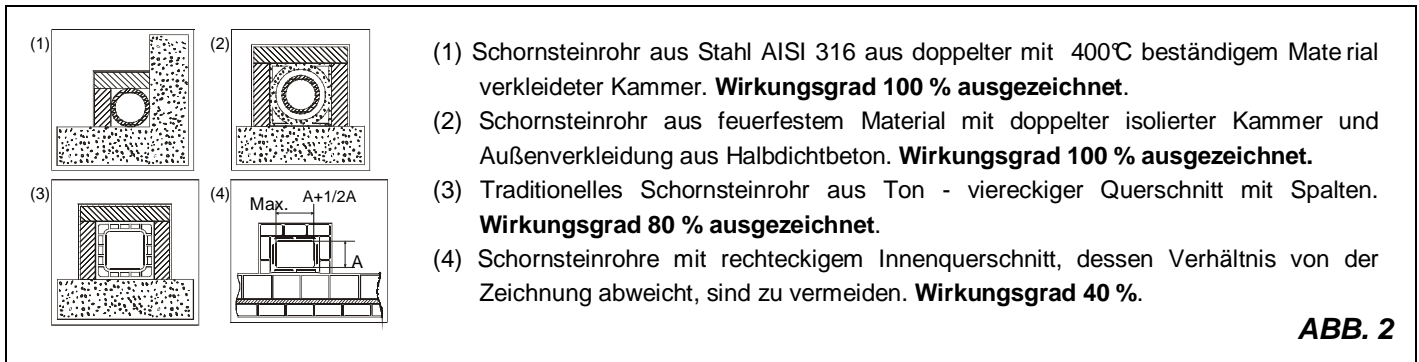 (1)
(2)
(3)
(4)
Max. A+1/2A
A
(1) Schornsteinrohr aus Stahl AISI 316 aus doppelter mit 400℃ beständigem Mate rial
verkleideter Kammer. Wirkungsgrad 100 % ausgezeichnet.
(2) Schornsteinrohr aus feuerfestem Material mit doppelter isolierter Kammer und
Außenverkleidung aus Halbdichtbeton. Wirkungsgrad 100 % ausgezeichnet.
(3) Traditionelles Schornsteinrohr aus Ton - viereckiger Querschnitt mit Spalten.
Wirkungsgrad 80 % ausgezeichnet.
(4) Schornsteinrohre mit rechteckigem Innenquerschnitt, dessen Verhältnis von der
Zeichnung abweicht, sind zu vermeiden. Wirkungsgrad 40 %.
ABB. 2